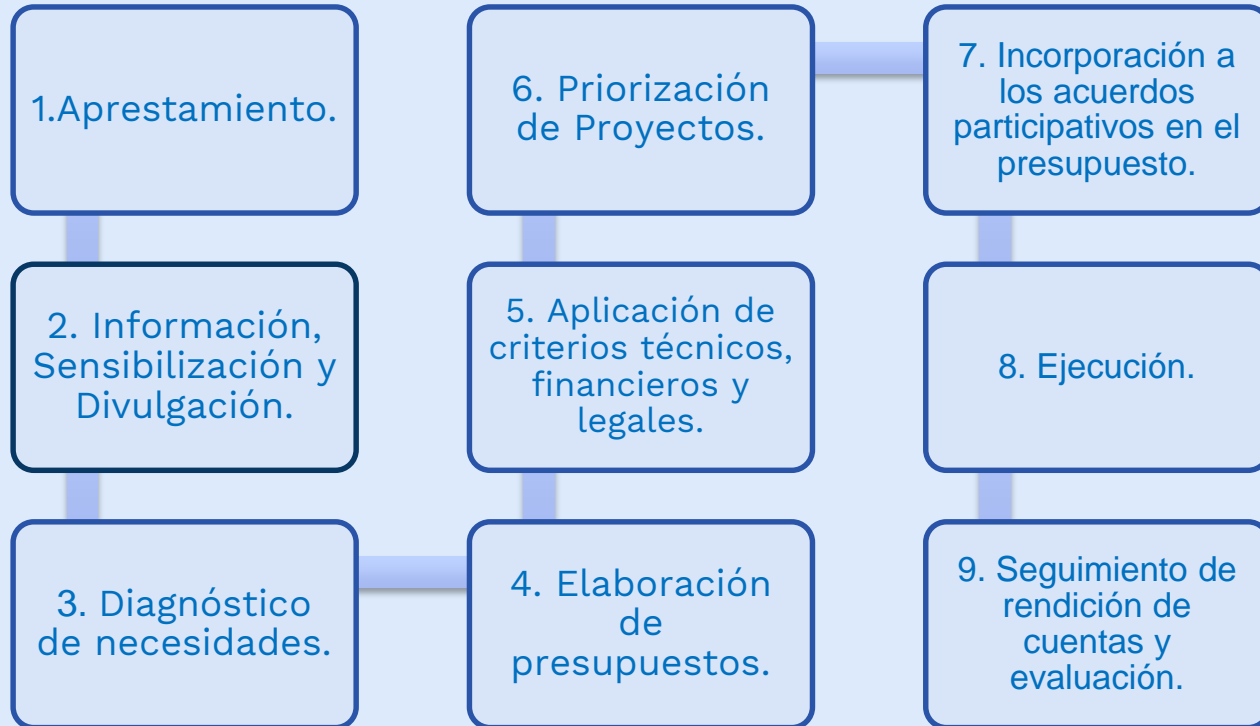 1.Aprestamiento.
2. Información,
Sensibilización y
Divulgación.
3. Diagnóstico
de necesidades.
4. Elaboración
de
presupuestos.
5. Aplicación de
criterios técnicos,
financieros y
legales.
6. Priorización
de Proyectos.
7. Incorporación a
los acuerdos
participativos en el
presupuesto.
8. Ejecución.
9. Seguimiento de
rendición de
cuentas y
evaluación.